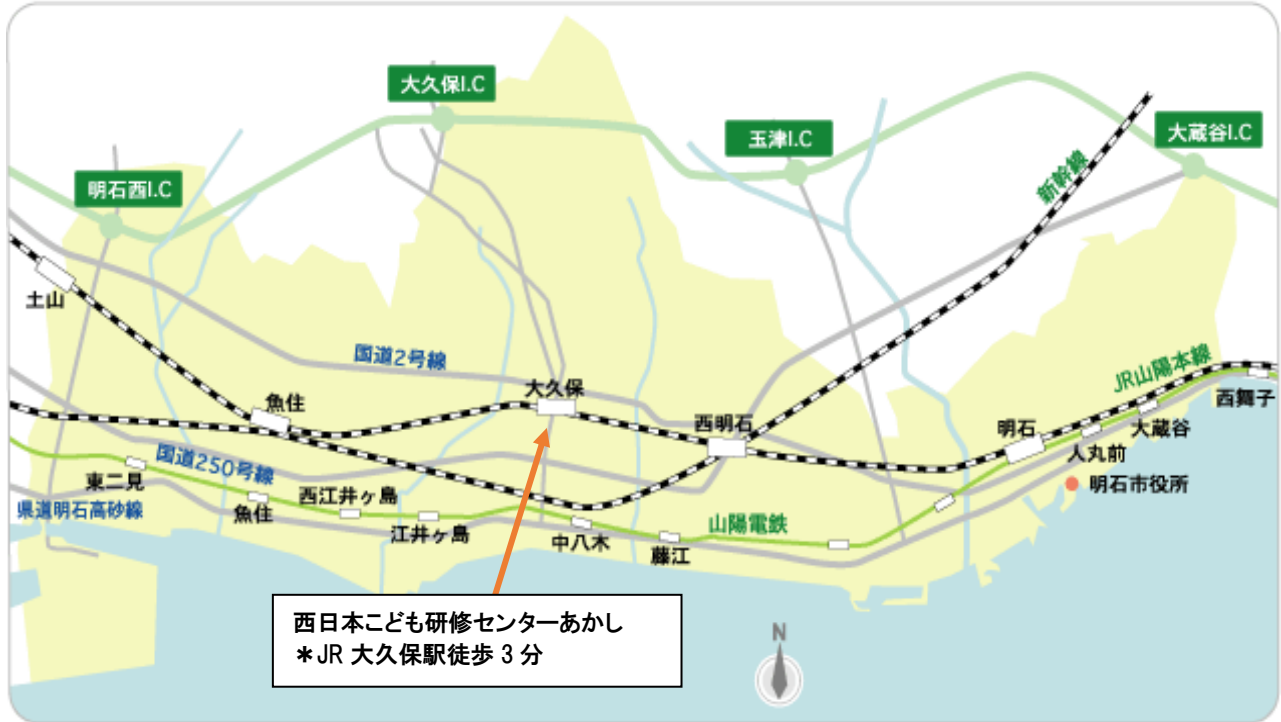 大久保I.C
玉津I.C
大蔵谷I.C
明石西I.C
新幹線
土山
国道2号線
大久保
魚住
西明石
JR山陽本線
西舞子
明石
大蔵谷
人丸前
国道250号線
東二見
西江井ヶ島
明石市役所
魚住
県道明石高砂線
江井ヶ島
中八木
山陽電鉄
藤江
西日本こども研修センターあかし
*JR 大久保駅徒歩 3 分
N